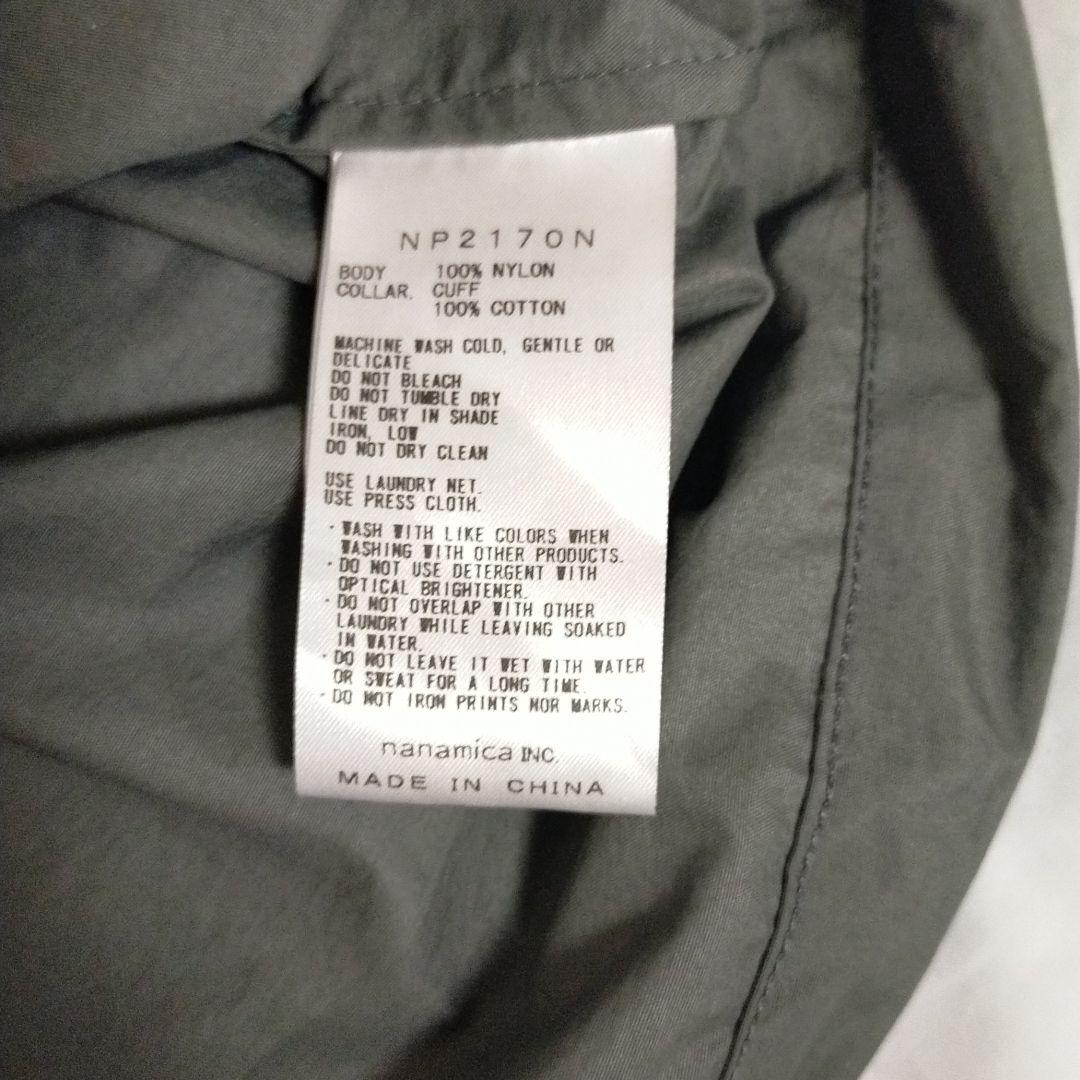 NP2170N
BODY 100% NYLON
COLLAR. CUFF
100% COTTON
MACHINE WASH COLD, GENTLE OR
DELICATE
DO NOT BLEACH
DO NOT TUMBLE DRY
LINE DRY IN SHADE
IRON, LOW
DO NOT DRY CLEAN
USE LAUNDRY NET.
USE PRESS CLOTH.
・WASH WITH LIKE COLORS WHEN
WASHING WITH OTHER PRODUCTS.
・DO NOT USE DETERGENT WITH
OPTICAL BRIGHTENER.
・DO NOT OVERLAP WITH OTHER
LAUNDRY WHILE LEAVING SOAKED
IN WATER.
・DO NOT LEAVE IT WET WITH WATER
OR SWEAT FOR A LONG TIME.
・DO NOT IRON PRINTS NOR MARKS.
nanamica INC.
MADE IN CHINA